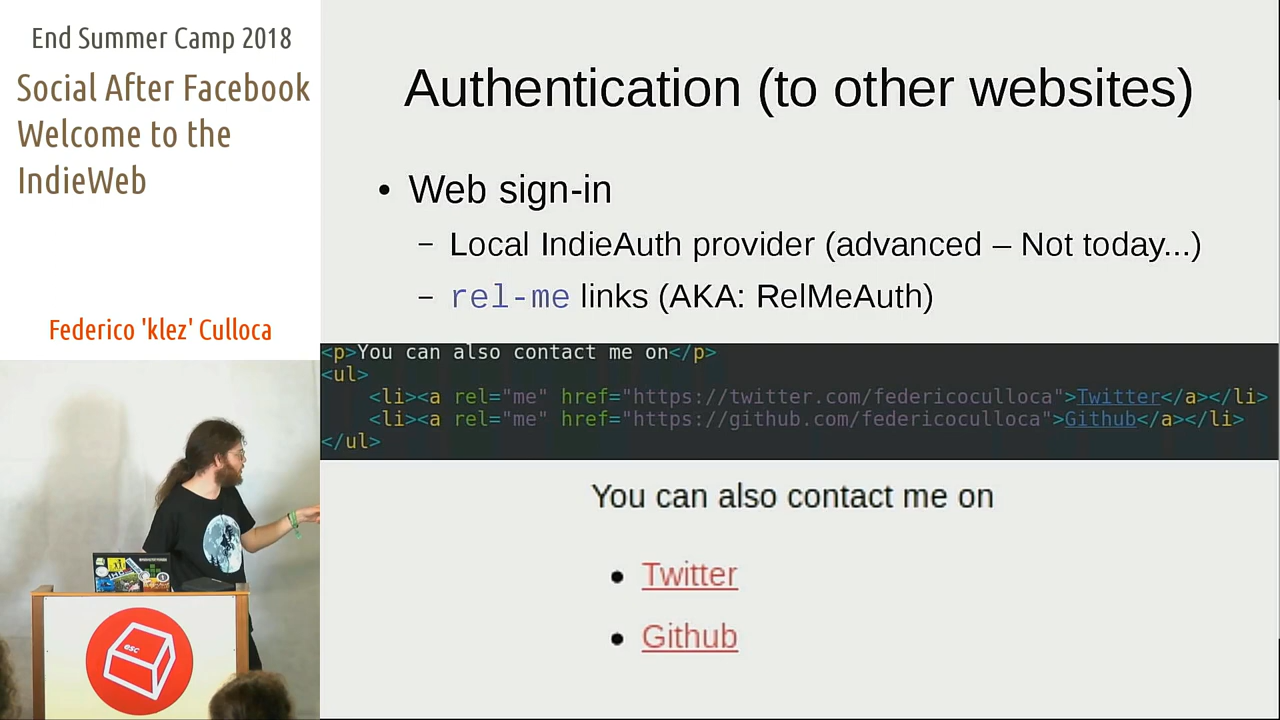 End Summer Camp 2018
Social After Facebook
Welcome to the
IndieWeb
Federico 'klez' Culloca
esc
Authentication (to other websites)
• Web sign-in
– Local IndieAuth provider (advanced – Not today...)
– rel-me links (AKA: RelMeAuth)
<p>You can also contact me on</p>
<ul>
<li><a rel="me" href="https://twitter.com/federicoculloca">Twitter</a></li>
<li><a rel="me" href="https://github.com/federicoculloca">Github</a></li>
</ul>
You can also contact me on
• Twitter
• Github